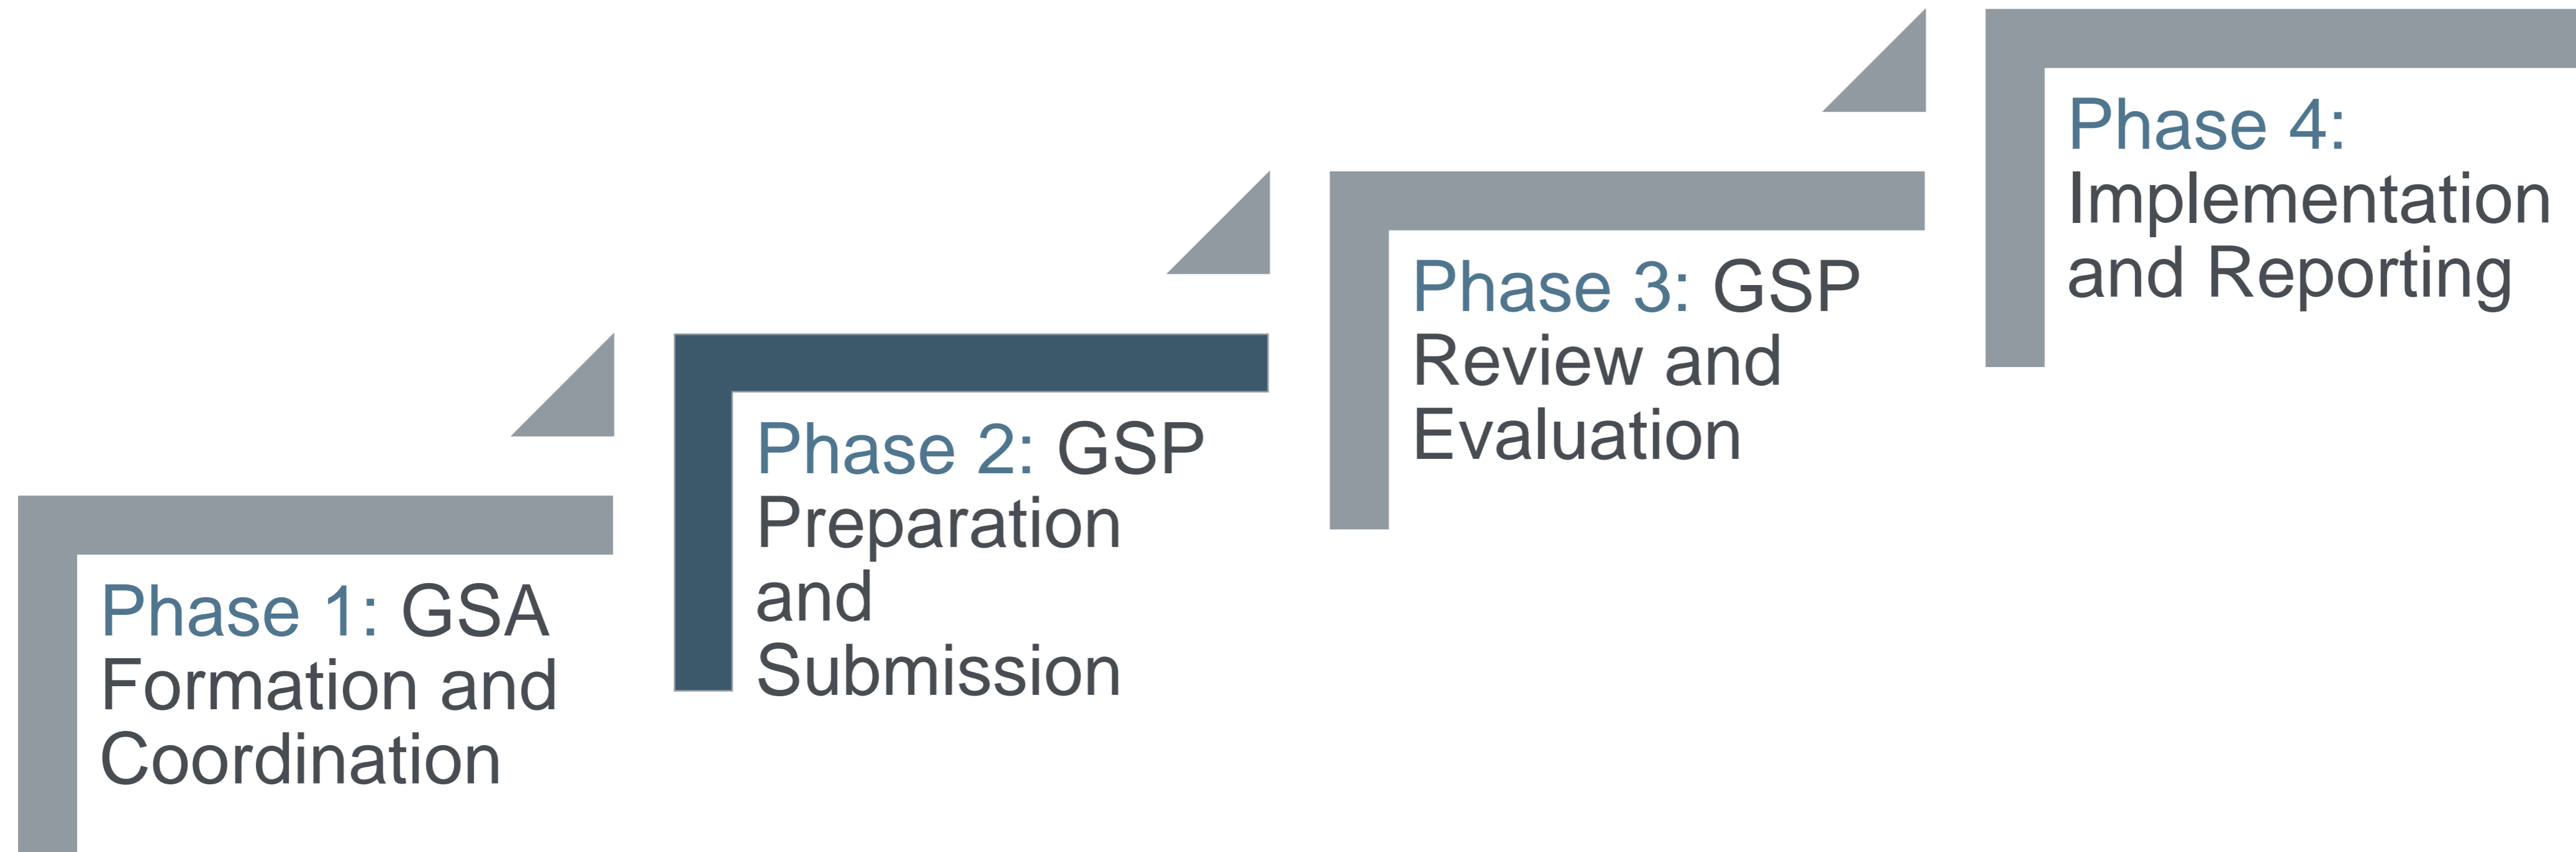 Phase 1: GSA
Formation and
Coordination
Phase 2: GSP
Preparation
and
Submission
Phase 3: GSP
Review and
Evaluation
Phase 4:
Implementation
and Reporting